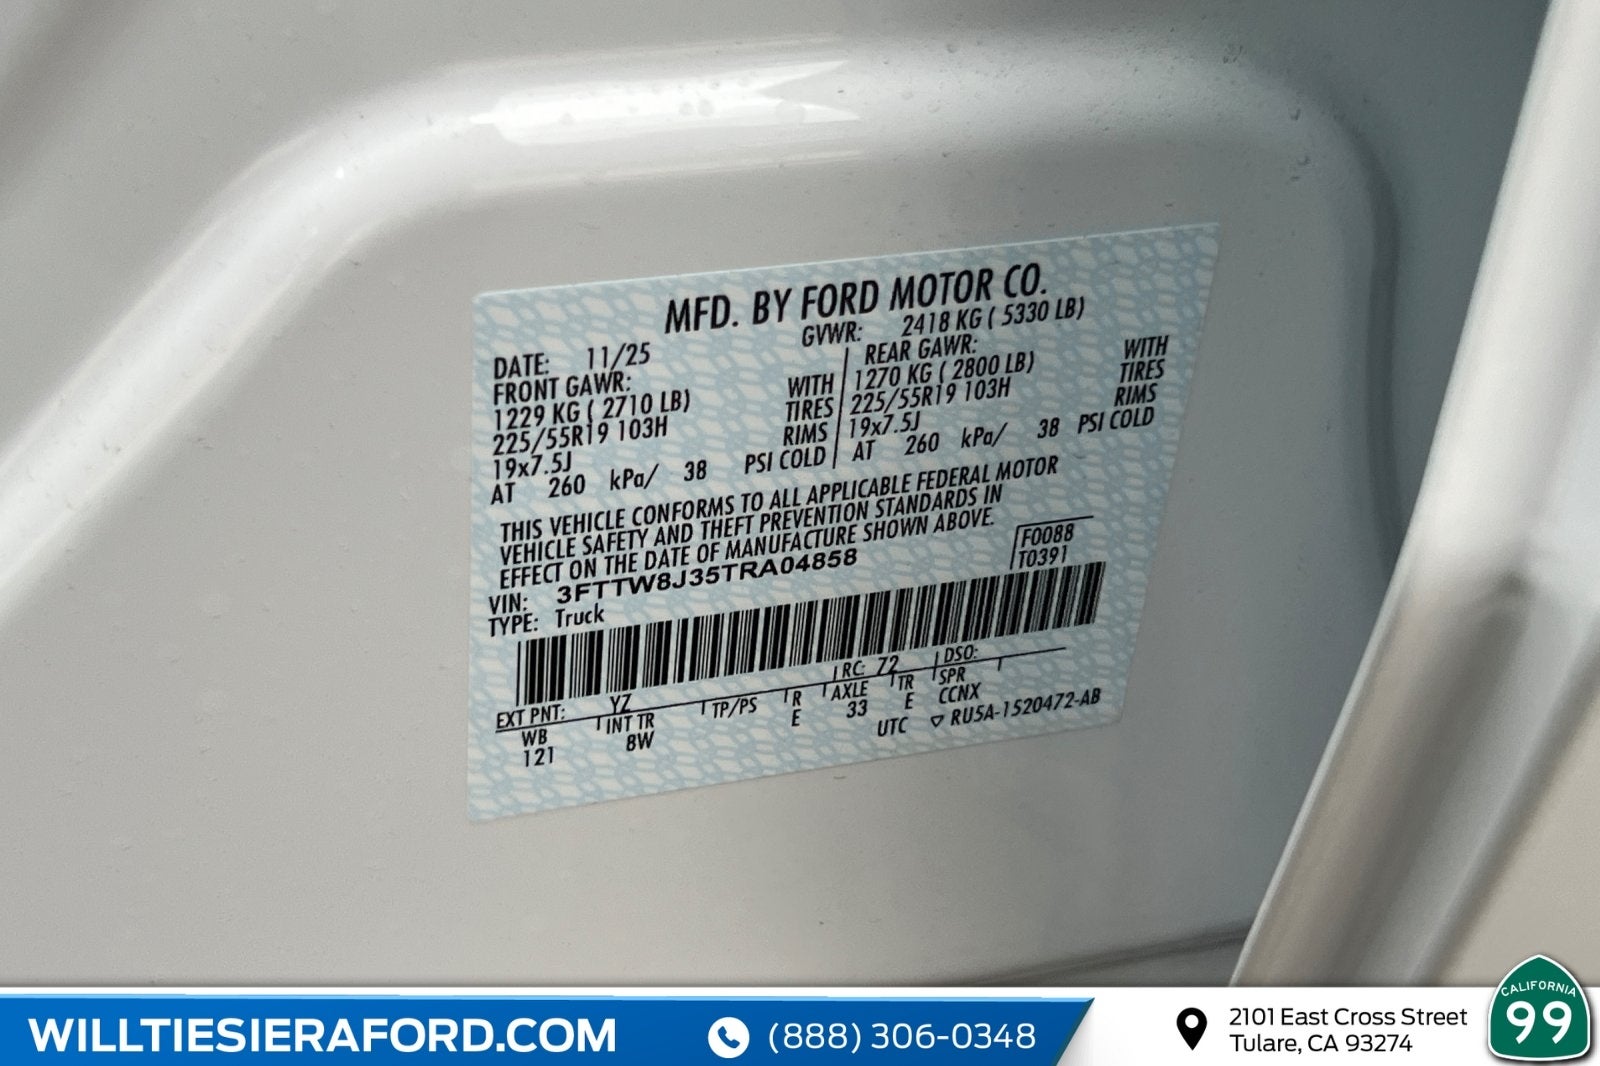 MFD. BY FORD MOTOR CO.
DATE: 11/25 GVWR: 2418 KG ( 5330 LB)
FRONT GAWR: REAR GAWR:
1229 KG ( 2710 LB) WITH 1270 KG ( 2800 LB) WITH
225/55R19 103H TIRES 225/55R19 103H TIRES
19x7.5J RIMS 19x7.5J RIMS
AT 260 kPa/ 38 PSI COLD AT 260 kPa/ 38 PSI COLD
THIS VEHICLE CONFORMS TO ALL APPLICABLE FEDERAL MOTOR
VEHICLE SAFETY AND THEFT PREVENTION STANDARDS IN
EFFECT ON THE DATE OF MANUFACTURE SHOWN ABOVE.
VIN: 3FTTW8J35TRA04858 F0088
TYPE: Truck T0391
EXT PNT: YZ RC: 72 DSO:
WB INT TR TP/PS R AXLE TR SPR
121 8W E 33 E CCNX
UTC ▽ RU5A-1520472-AB
WILLTIESIERAFORD.COM
(888) 306-0348
2101 East Cross Street
Tulare, CA 93274
CALIFORNIA
99